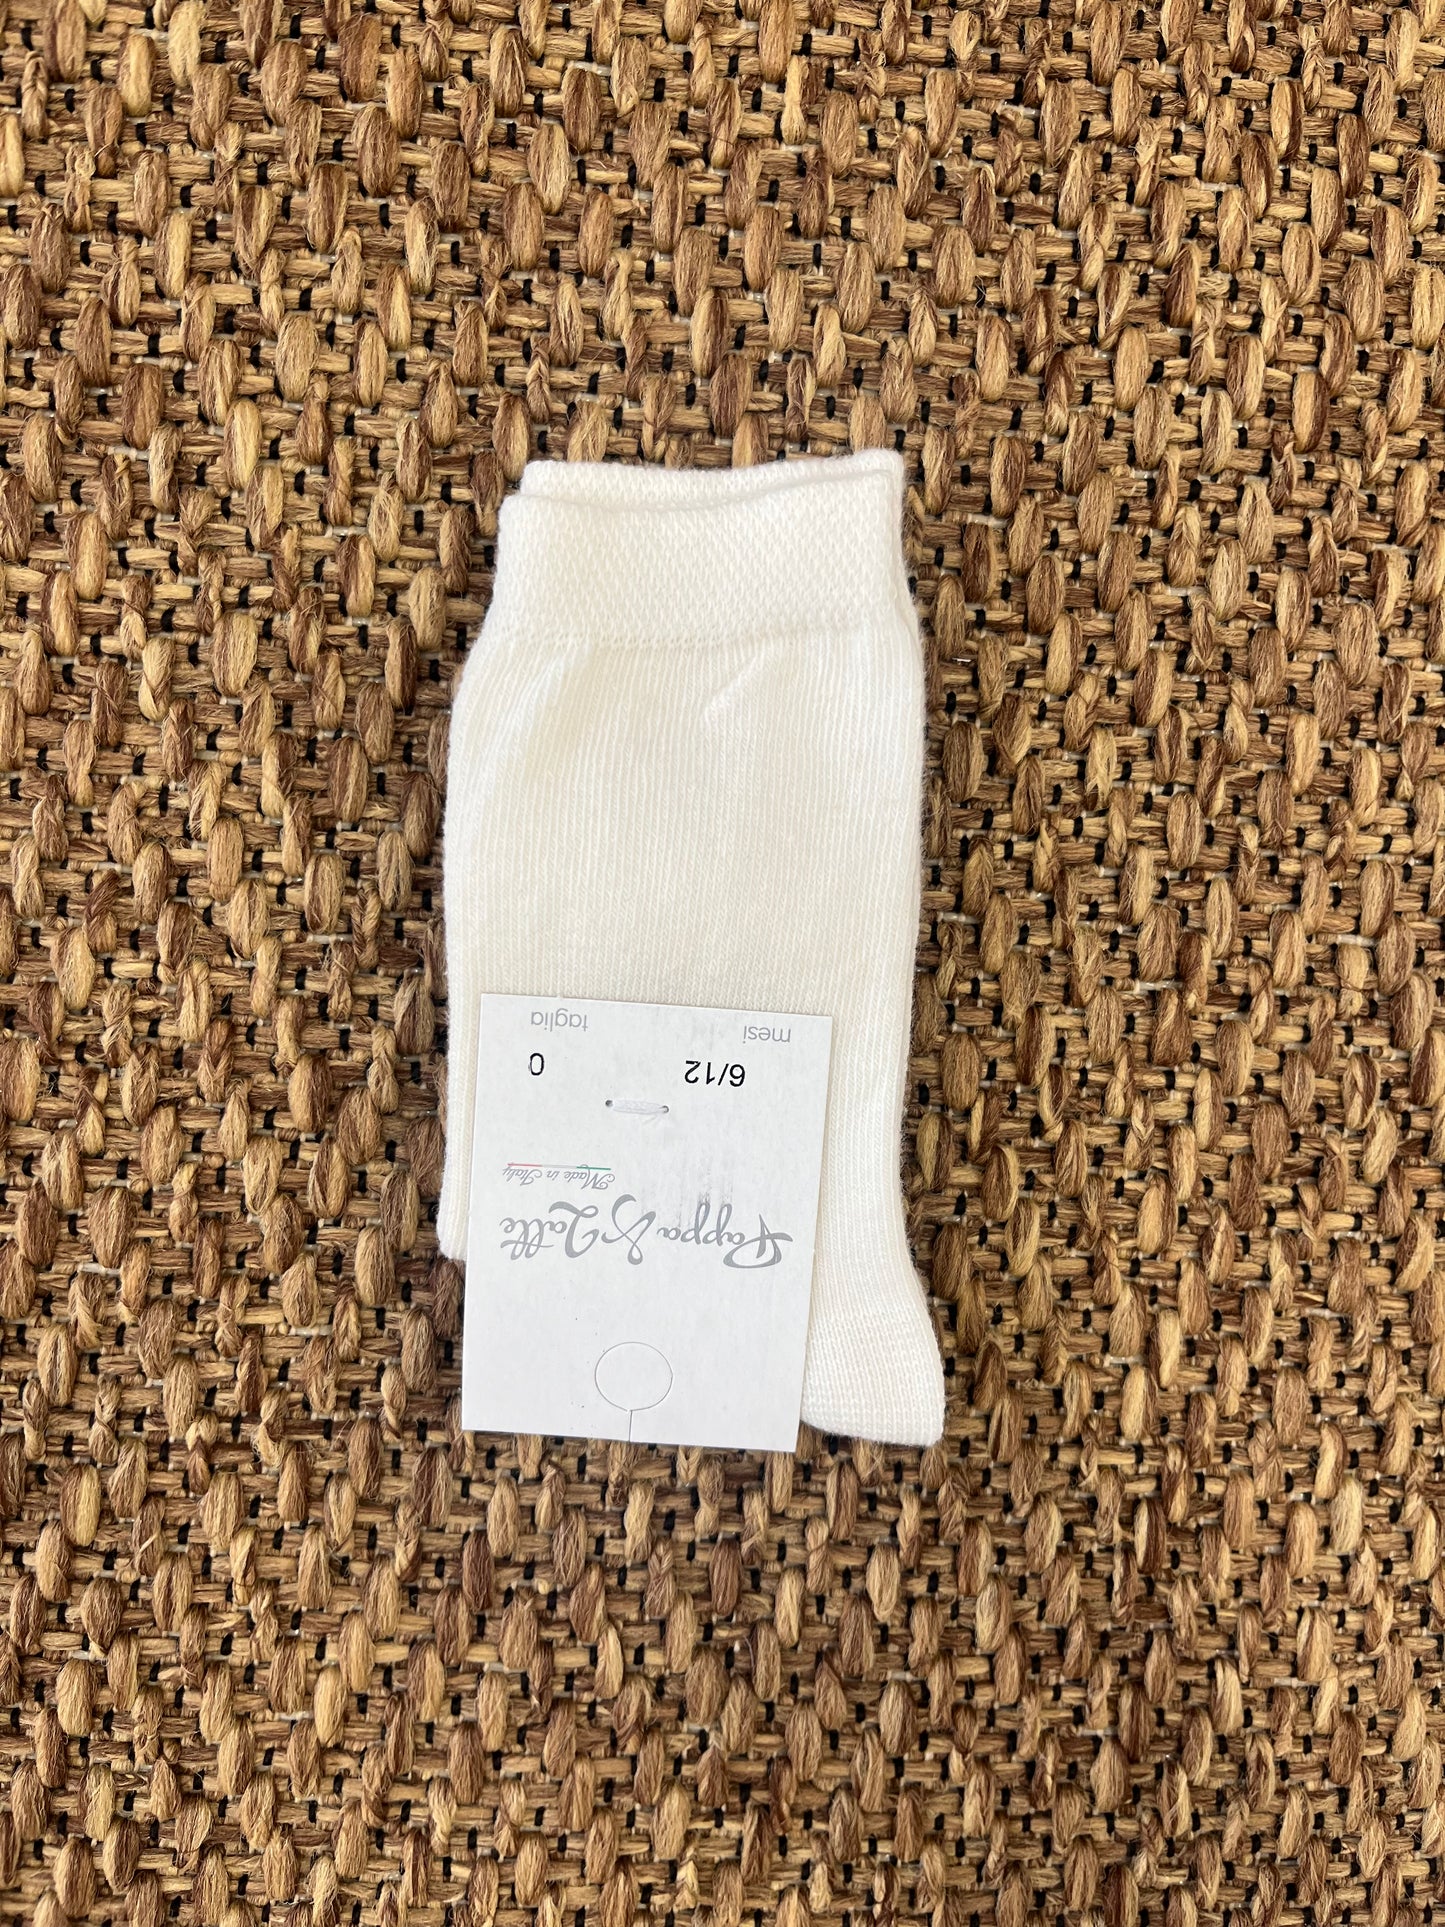 Pappa & Latte
Made in Italy
6/12 0
mesi taglia